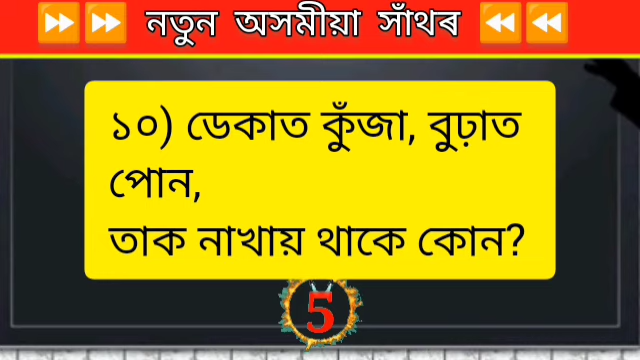 ⏩⏩ নতুন অসমীয়া সাঁথৰ ⏪⏪
১০) ডেকাত কুঁজা, বুঢ়াত
পোন,
তাক নাখায় থাকে কোন?
5